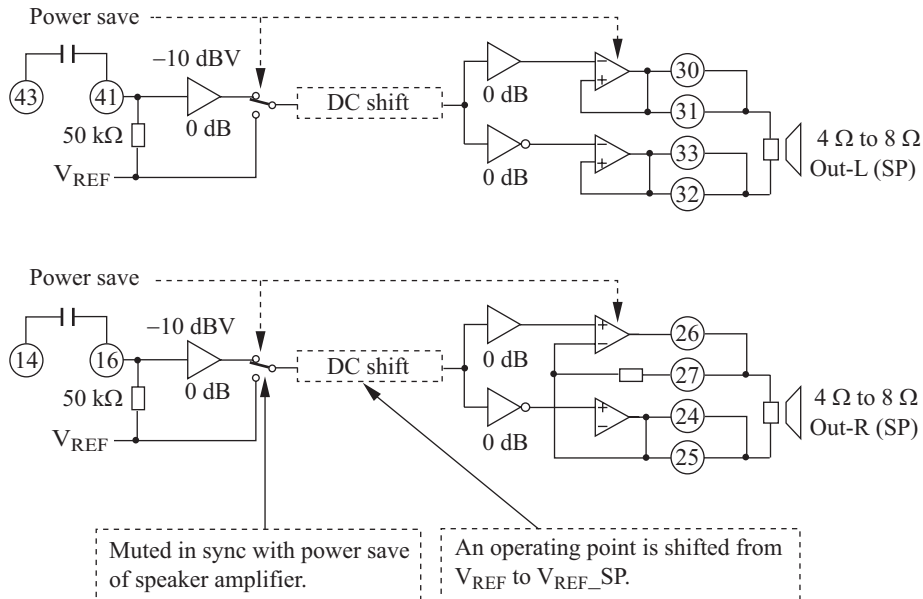 Power save
−10 dBV
43
41
0 dB
50 kΩ
VREF
DC shift
0 dB
0 dB
−
+
−
+
30
31
33
32
4 Ω to 8 Ω
Out-L (SP)
Power save
−10 dBV
14
16
0 dB
50 kΩ
VREF
DC shift
0 dB
0 dB
+
−
+
−
26
27
24
25
4 Ω to 8 Ω
Out-R (SP)
Muted in sync with power save
of speaker amplifier.
An operating point is shifted from
VREF to VREF_SP.